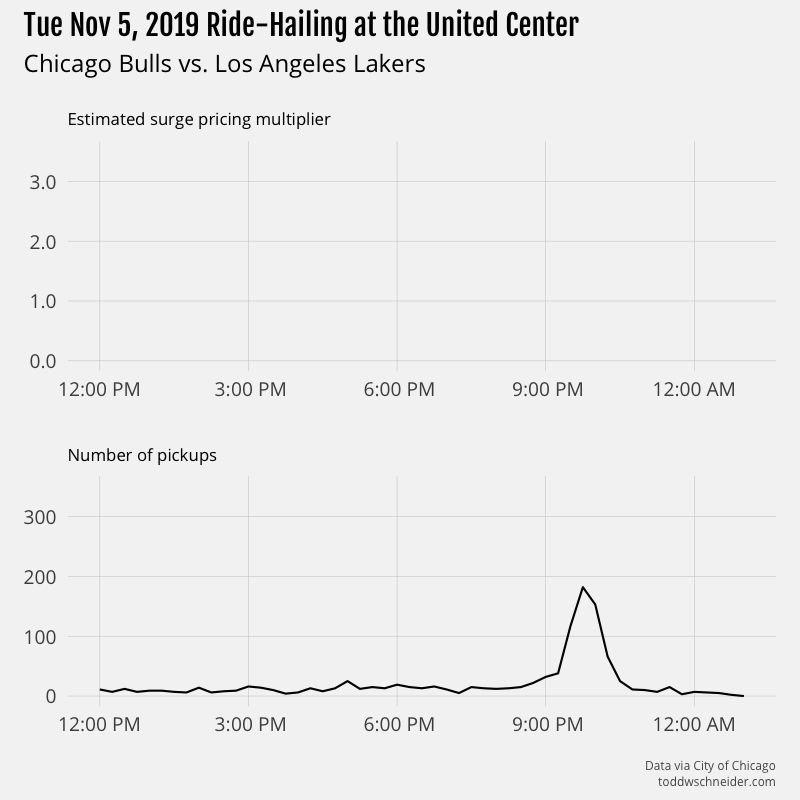 Tue Nov 5, 2019 Ride-Hailing at the United Center
Chicago Bulls vs. Los Angeles Lakers
Estimated surge pricing multiplier
3.0
2.0
1.0
0.0
12:00 PM 3:00 PM 6:00 PM 9:00 PM 12:00 AM
Number of pickups
300
200
100
0
12:00 PM 3:00 PM 6:00 PM 9:00 PM 12:00 AM
Data via City of Chicago
toddwschneider.com